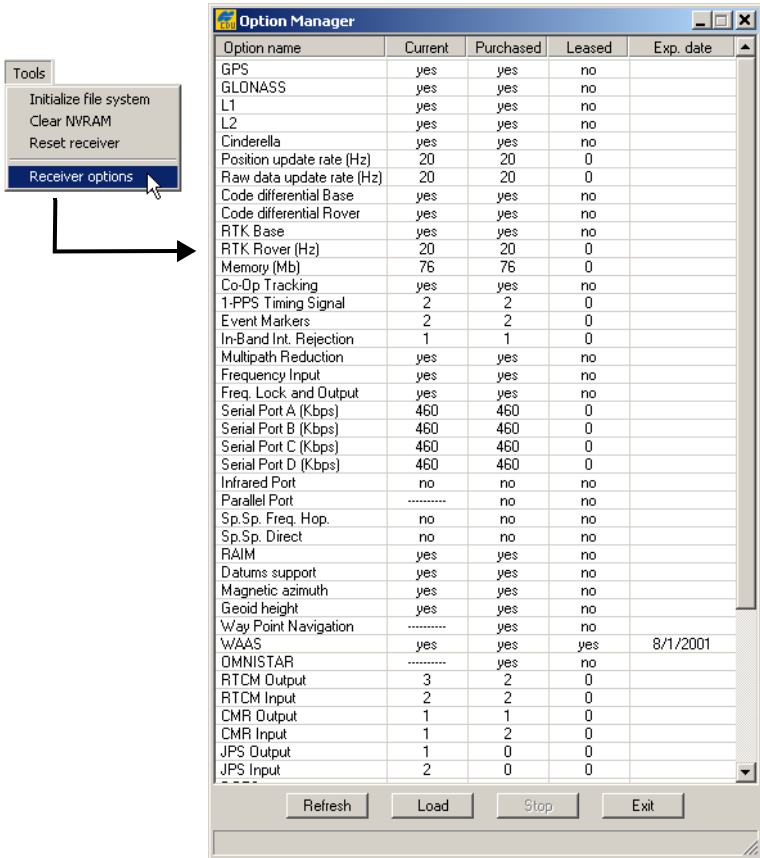 Tools
Initialize file system
Clear NVRAM
Reset receiver
Receiver options
CDU
Option Manager
Option name Current Purchased Leased Exp. date
GPS yes yes no
GLONASS yes yes no
L1 yes yes no
L2 yes yes no
Cinderella yes yes no
Position update rate (Hz) 20 20 0
Raw data update rate (Hz) 20 20 0
Code differential Base yes yes no
Code differential Rover yes yes no
RTK Base yes yes no
RTK Rover (Hz) 20 20 0
Memory (Mb) 76 76 0
Co-Op Tracking yes yes no
1-PPS Timing Signal 2 2 0
Event Markers 2 2 0
In-Band Int. Rejection 1 1 0
Multipath Reduction yes yes no
Frequency Input yes yes no
Freq. Lock and Output yes yes no
Serial Port A (Kbps) 460 460 0
Serial Port B (Kbps) 460 460 0
Serial Port C (Kbps) 460 460 0
Serial Port D (Kbps) 460 460 0
Infrared Port no no no
Parallel Port ---------- no no
Sp.Sp. Freq. Hop. no no no
Sp.Sp. Direct no no no
RAIM yes yes no
Datums support yes yes no
Magnetic azimuth yes yes no
Geoid height yes yes no
Way Point Navigation ---------- yes no
WAAS yes yes yes 8/1/2001
OMNISTAR ---------- yes no
RTCM Output 3 2 0
RTCM Input 2 2 0
CMR Output 1 1 0
CMR Input 1 2 0
JPS Output 1 0 0
JPS Input 2 0 0
Refresh Load Stop Exit